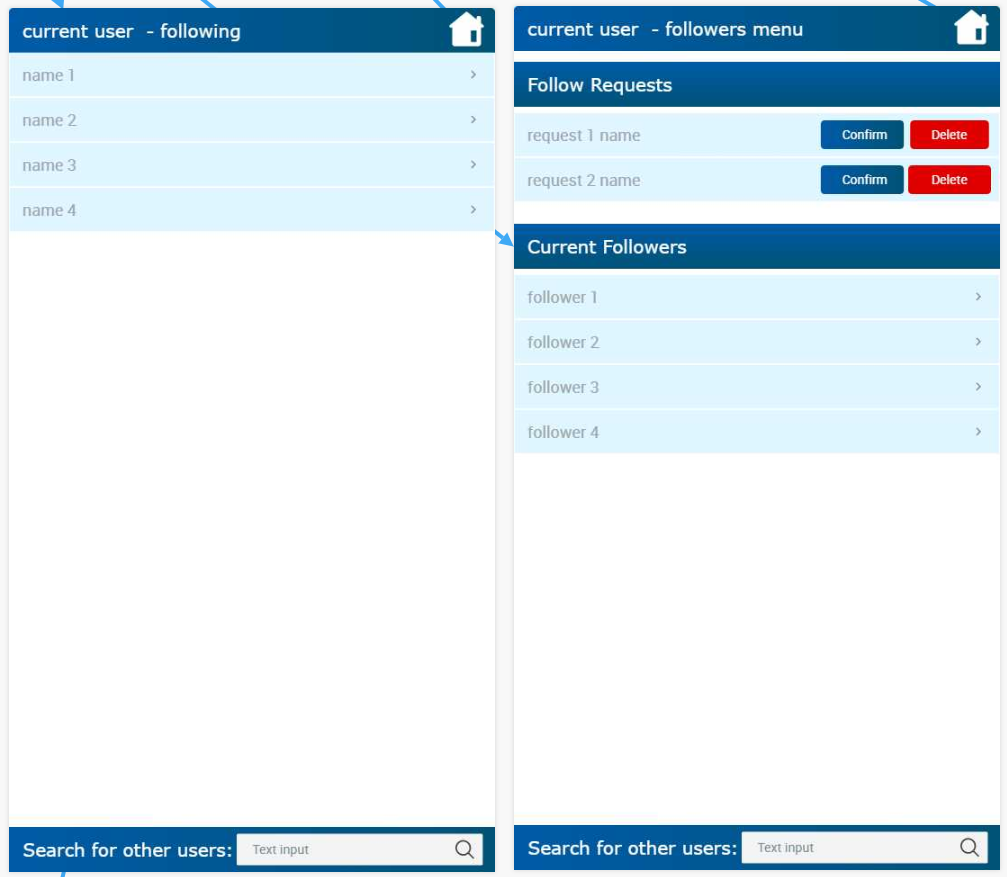 current user  - following
name 1
name 2
name 3
name 4
Search for other users:
Text input
current user  - followers menu
Follow Requests
request 1 name
Confirm
Delete
request 2 name
Confirm
Delete
Current Followers
follower 1
follower 2
follower 3
follower 4
Search for other users:
Text input